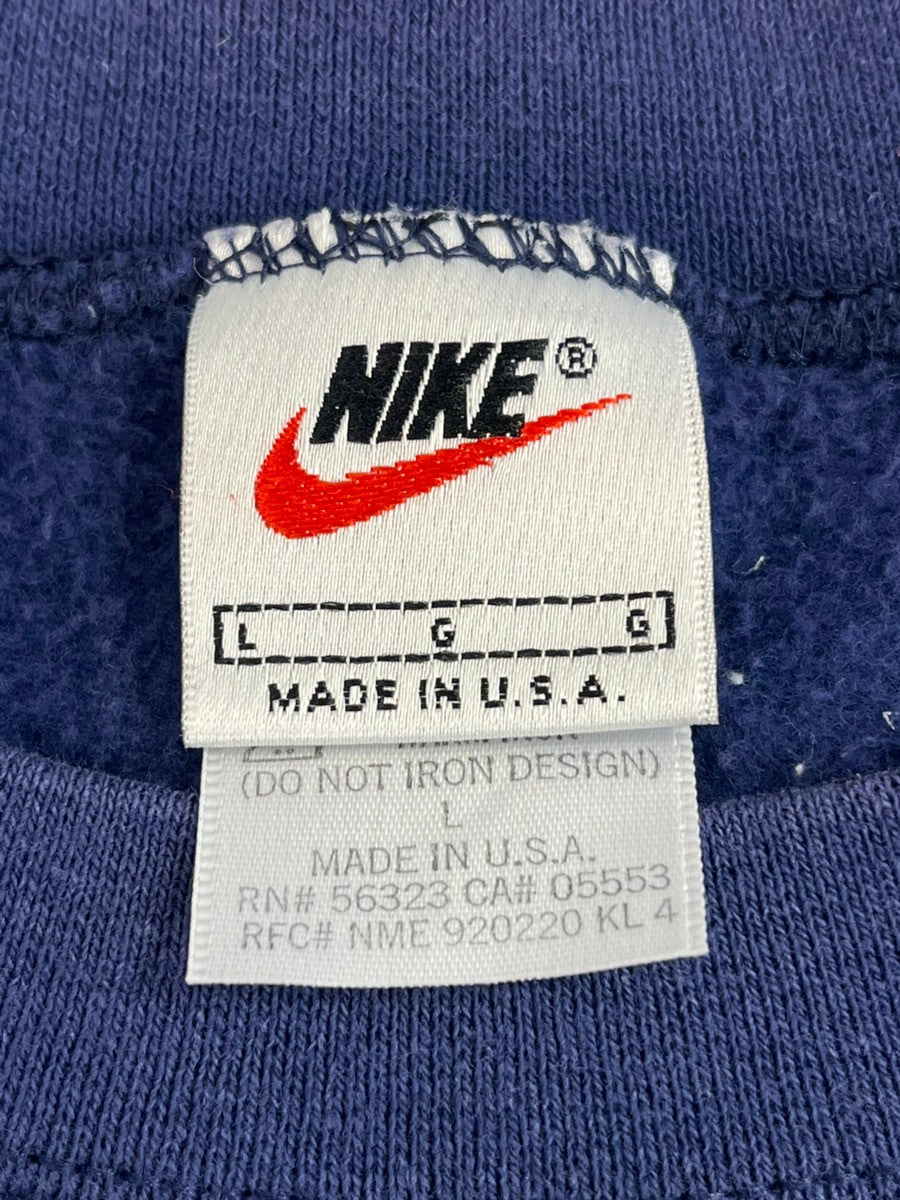 NIKE®
L G G
MADE IN U.S.A.
(DO NOT IRON DESIGN)
L
MADE IN U.S.A.
RN# 56323 CA# 05553
RFC# NME 920220 KL 4